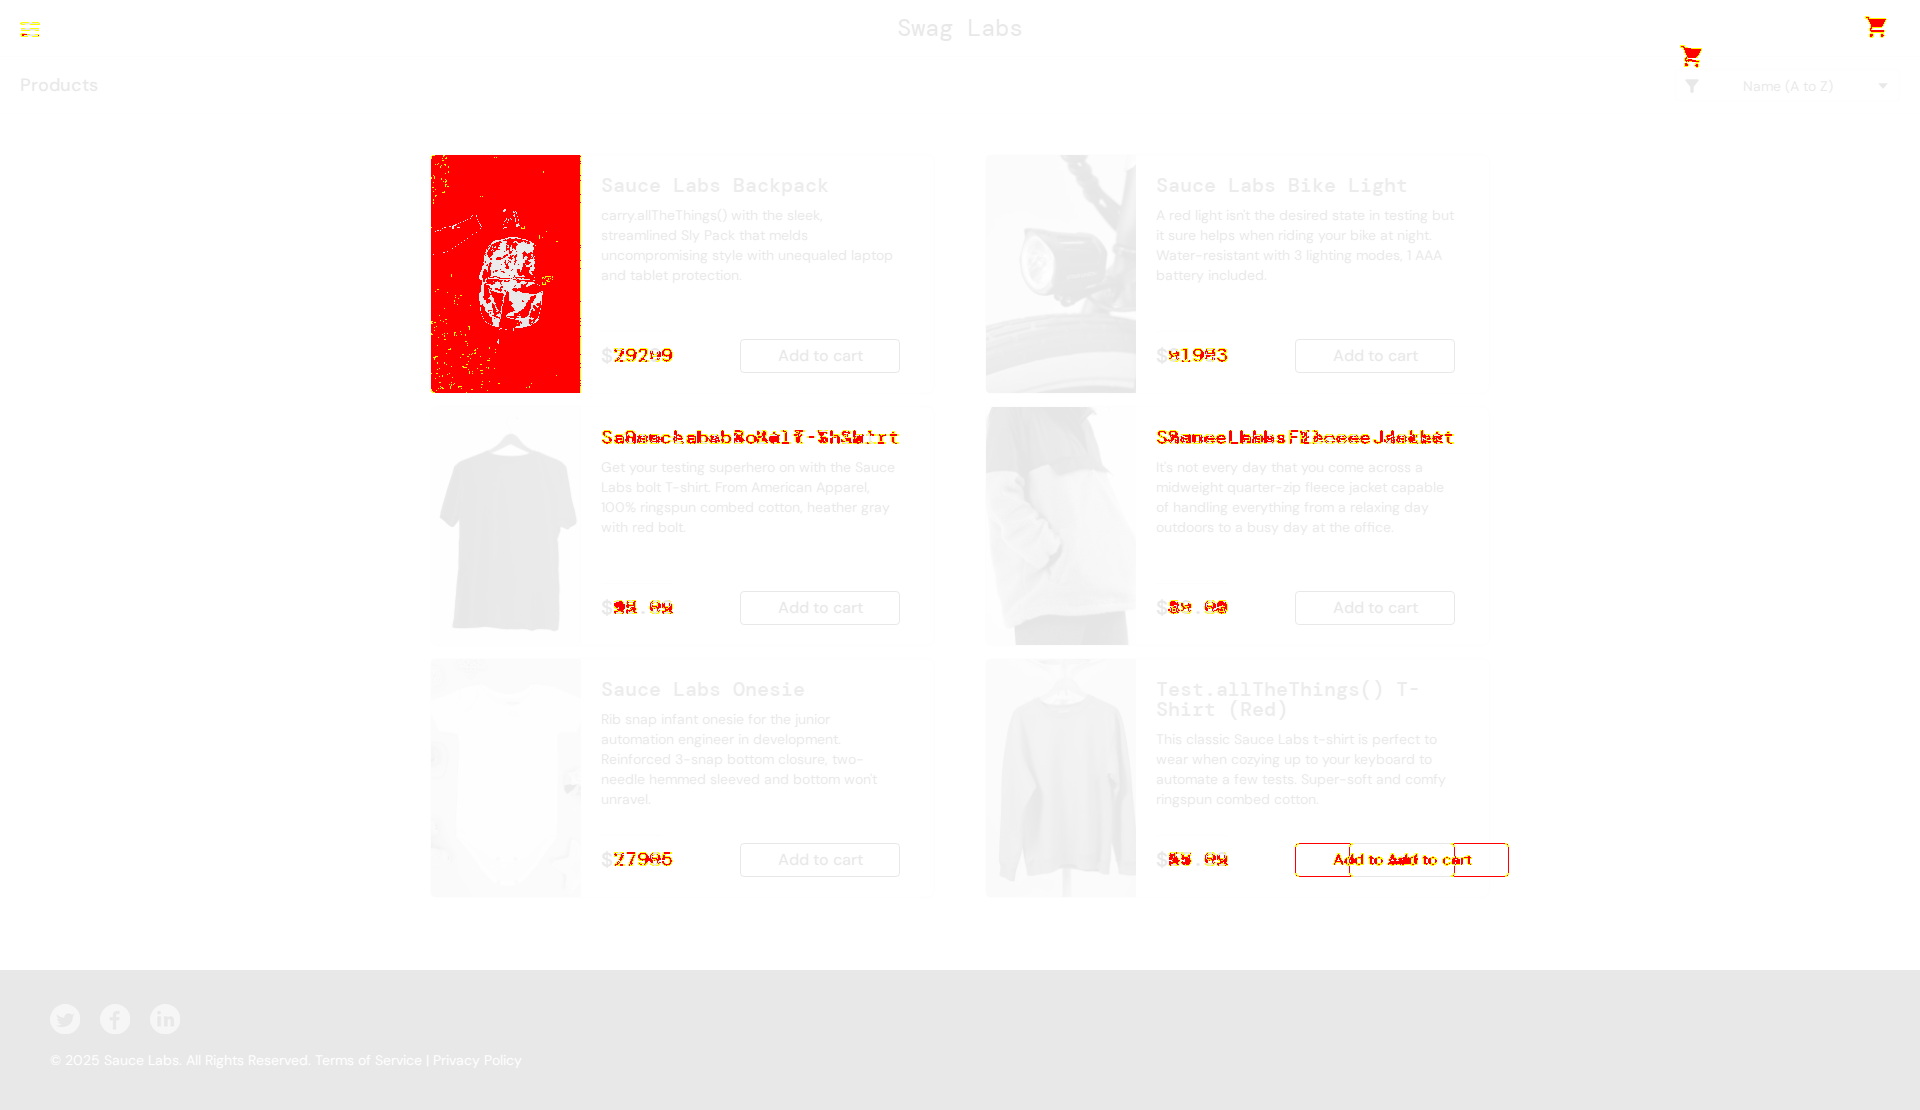 Swag Labs
Products
Name (A to Z)
Sauce Labs Backpack
carry.allTheThings() with the sleek,
streamlined Sly Pack that melds
uncompromising style with unequaled laptop
and tablet protection.
$
Add to cart
Sauce Labs Bike Light
A red light isn't the desired state in testing but
it sure helps when riding your bike at night.
Water-resistant with 3 lighting modes, 1 AAA
battery included.
$
Add to cart
Get your testing superhero on with the Sauce
Labs bolt T-shirt. From American Apparel,
100% ringspun combed cotton, heather gray
with red bolt.
$
Add to cart
It's not every day that you come across a
midweight quarter-zip fleece jacket capable
of handling everything from a relaxing day
outdoors to a busy day at the office.
$
Add to cart
Sauce Labs Onesie
Rib snap infant onesie for the junior
automation engineer in development.
Reinforced 3-snap bottom closure, two-
needle hemmed sleeved and bottom won't
unravel.
$
Add to cart
Test.allTheThings() T-
Shirt (Red)
This classic Sauce Labs t-shirt is perfect to
wear when cozying up to your keyboard to
automate a few tests. Super-soft and comfy
ringspun combed cotton.
$
Add to Add to cart
© 2025 Sauce Labs. All Rights Reserved. Terms of Service | Privacy Policy